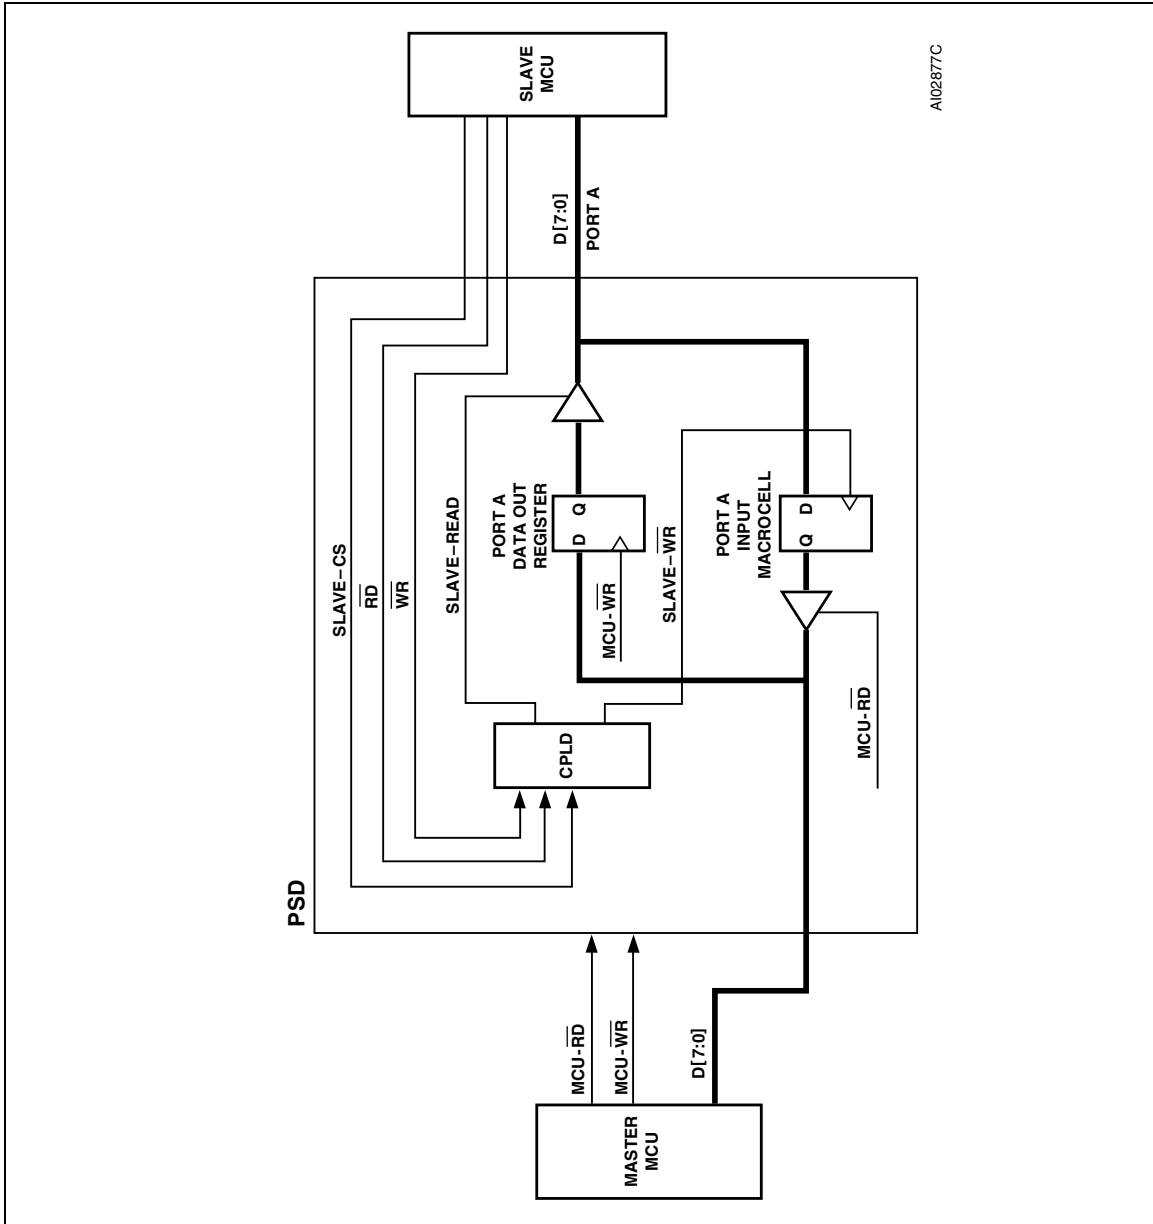 SLAVE
MCU
AI02877C
D[7:0]
PORT A
PSD
SLAVE–CS
RD
WR
SLAVE–READ
PORT A
DATA OUT
REGISTER
D Q
MCU-WR
SLAVE–WR
PORT A
INPUT
MACROCELL
Q D
CPLD
MCU-RD
MCU-RD
MCU-WR
D[7:0]
MASTER
MCU